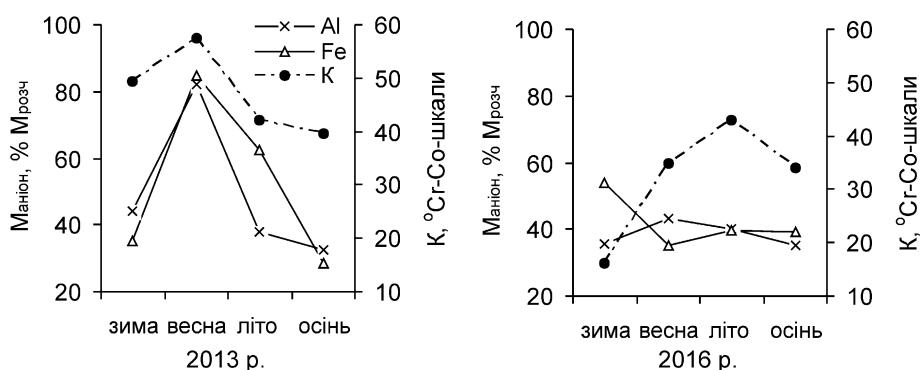 Mаніон, % Mрозч
100
80
60
40
20
Al
Fe
К
60
50
40
30
20
10
К, °Cr-Co-шкали
зима весна літо осінь
2013 р.
Mаніон, % Mрозч
100
80
60
40
20
60
50
40
30
20
10
К, °Cr-Co-шкали
зима весна літо осінь
2016 р.